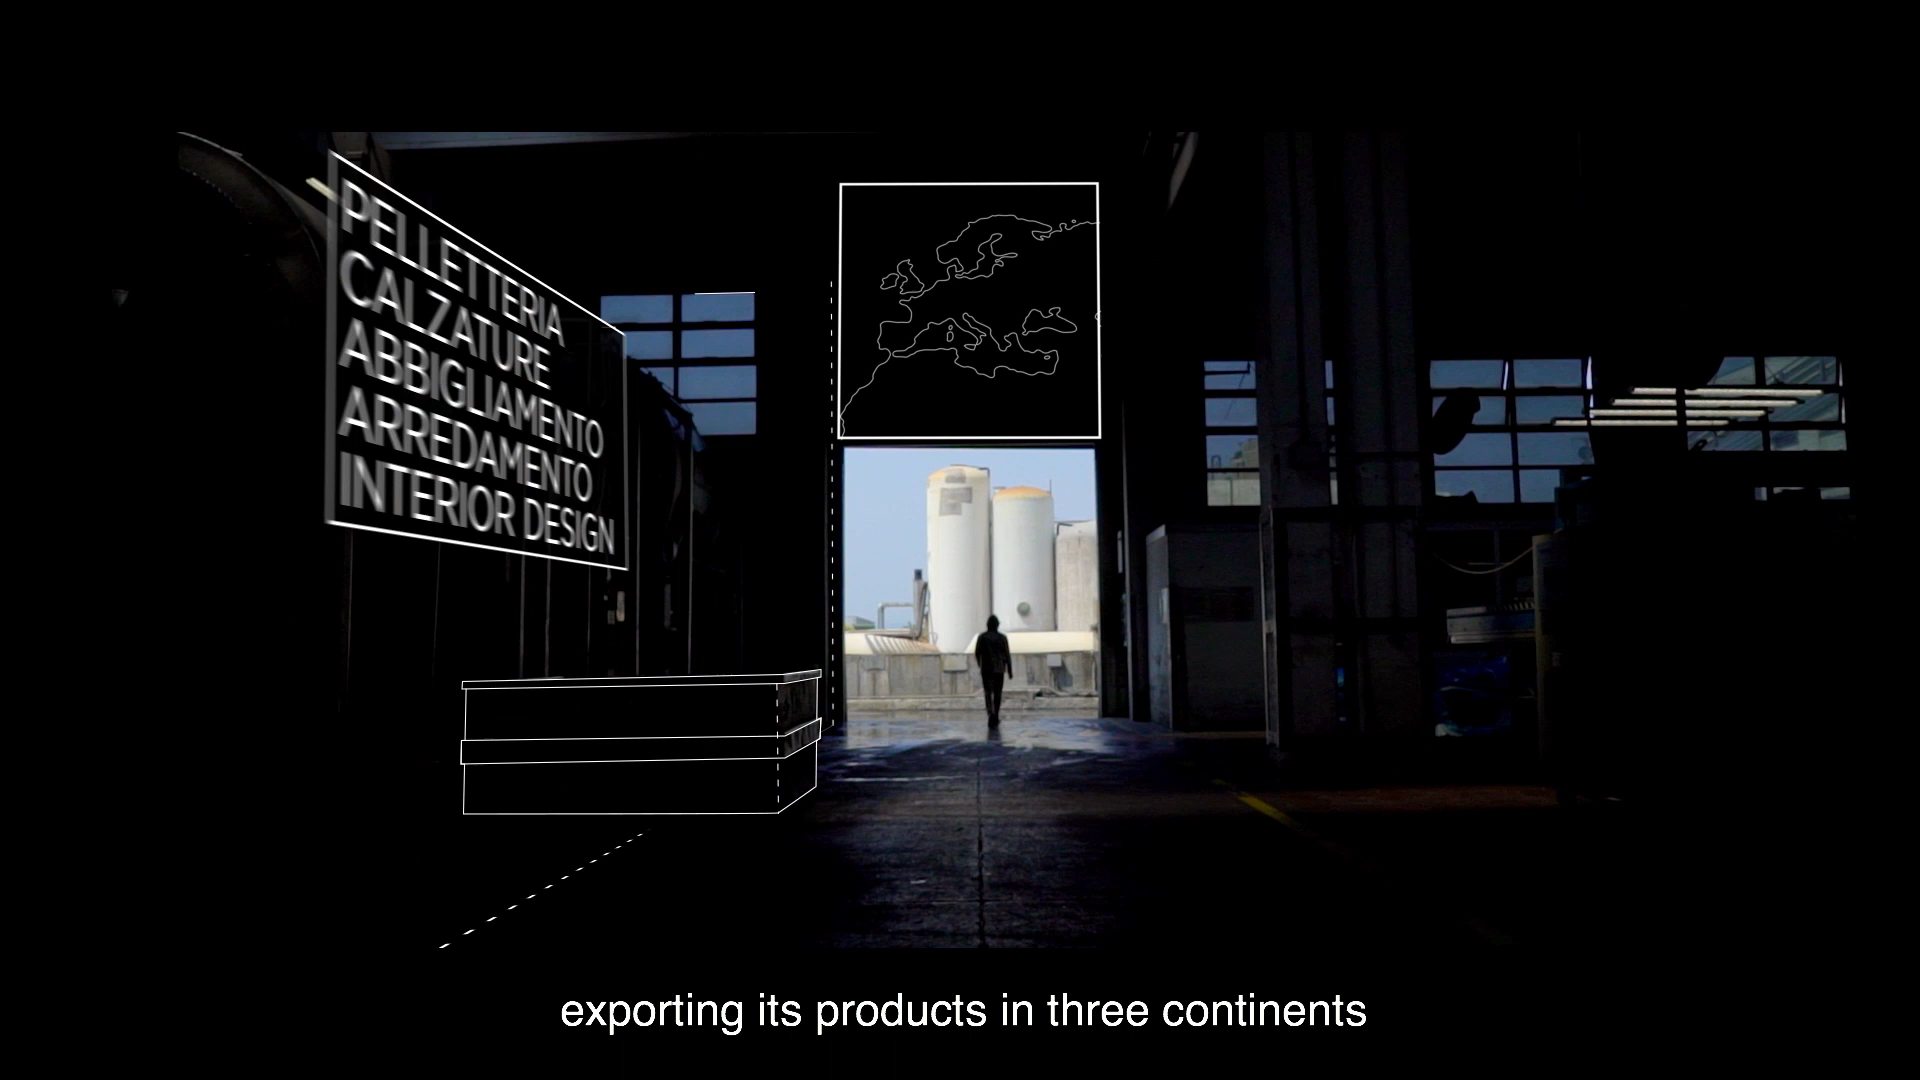 PELLETTERIA
CALZATURE
ABBIGLIAMENTO
ARREDAMENTO
INTERIOR DESIGN
exporting its products in three continents